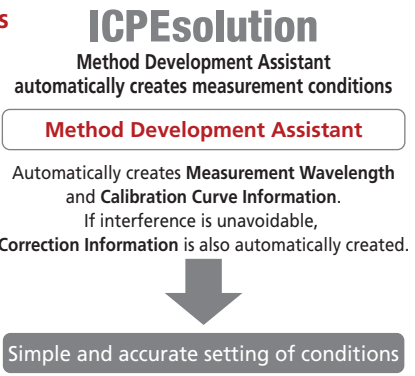 s
ICPEsolution
Method Development Assistant
automatically creates measurement conditions
Method Development Assistant
Automatically creates Measurement Wavelength
and Calibration Curve Information.
If interference is unavoidable,
Correction Information is also automatically created.
Simple and accurate setting of conditions